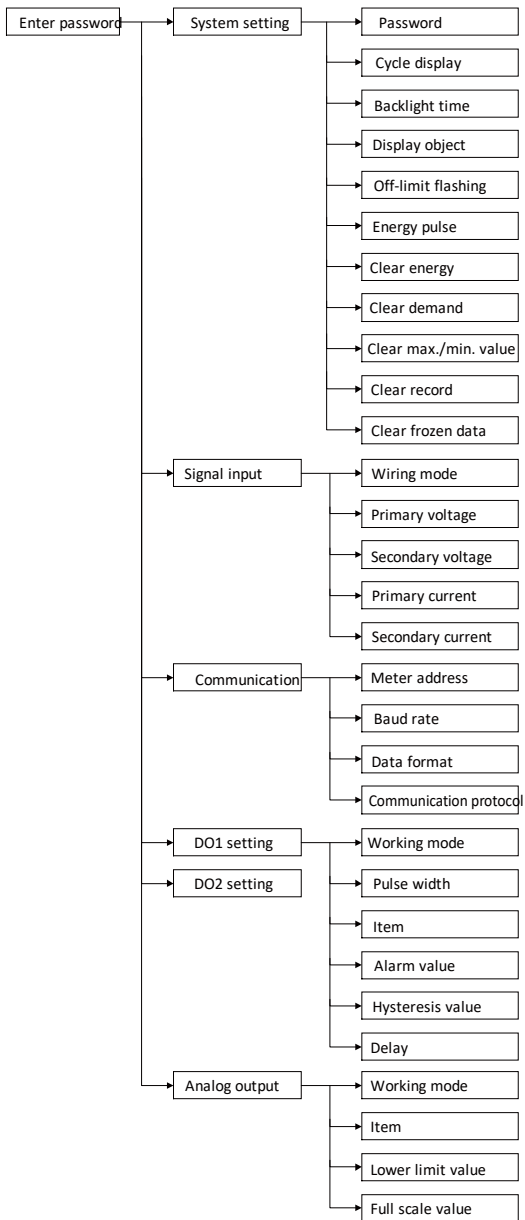 Enter password
System setting
Password
Cycle display
Backlight time
Display object
Off-limit flashing
Energy pulse
Clear energy
Clear demand
Clear max./min. value
Clear record
Clear frozen data
Signal input
Wiring mode
Primary voltage
Secondary voltage
Primary current
Secondary current
Communication
Meter address
Baud rate
Data format
Communication protocol
DO1 setting
Working mode
DO2 setting
Pulse width
Item
Alarm value
Hysteresis value
Delay
Analog output
Working mode
Item
Lower limit value
Full scale value